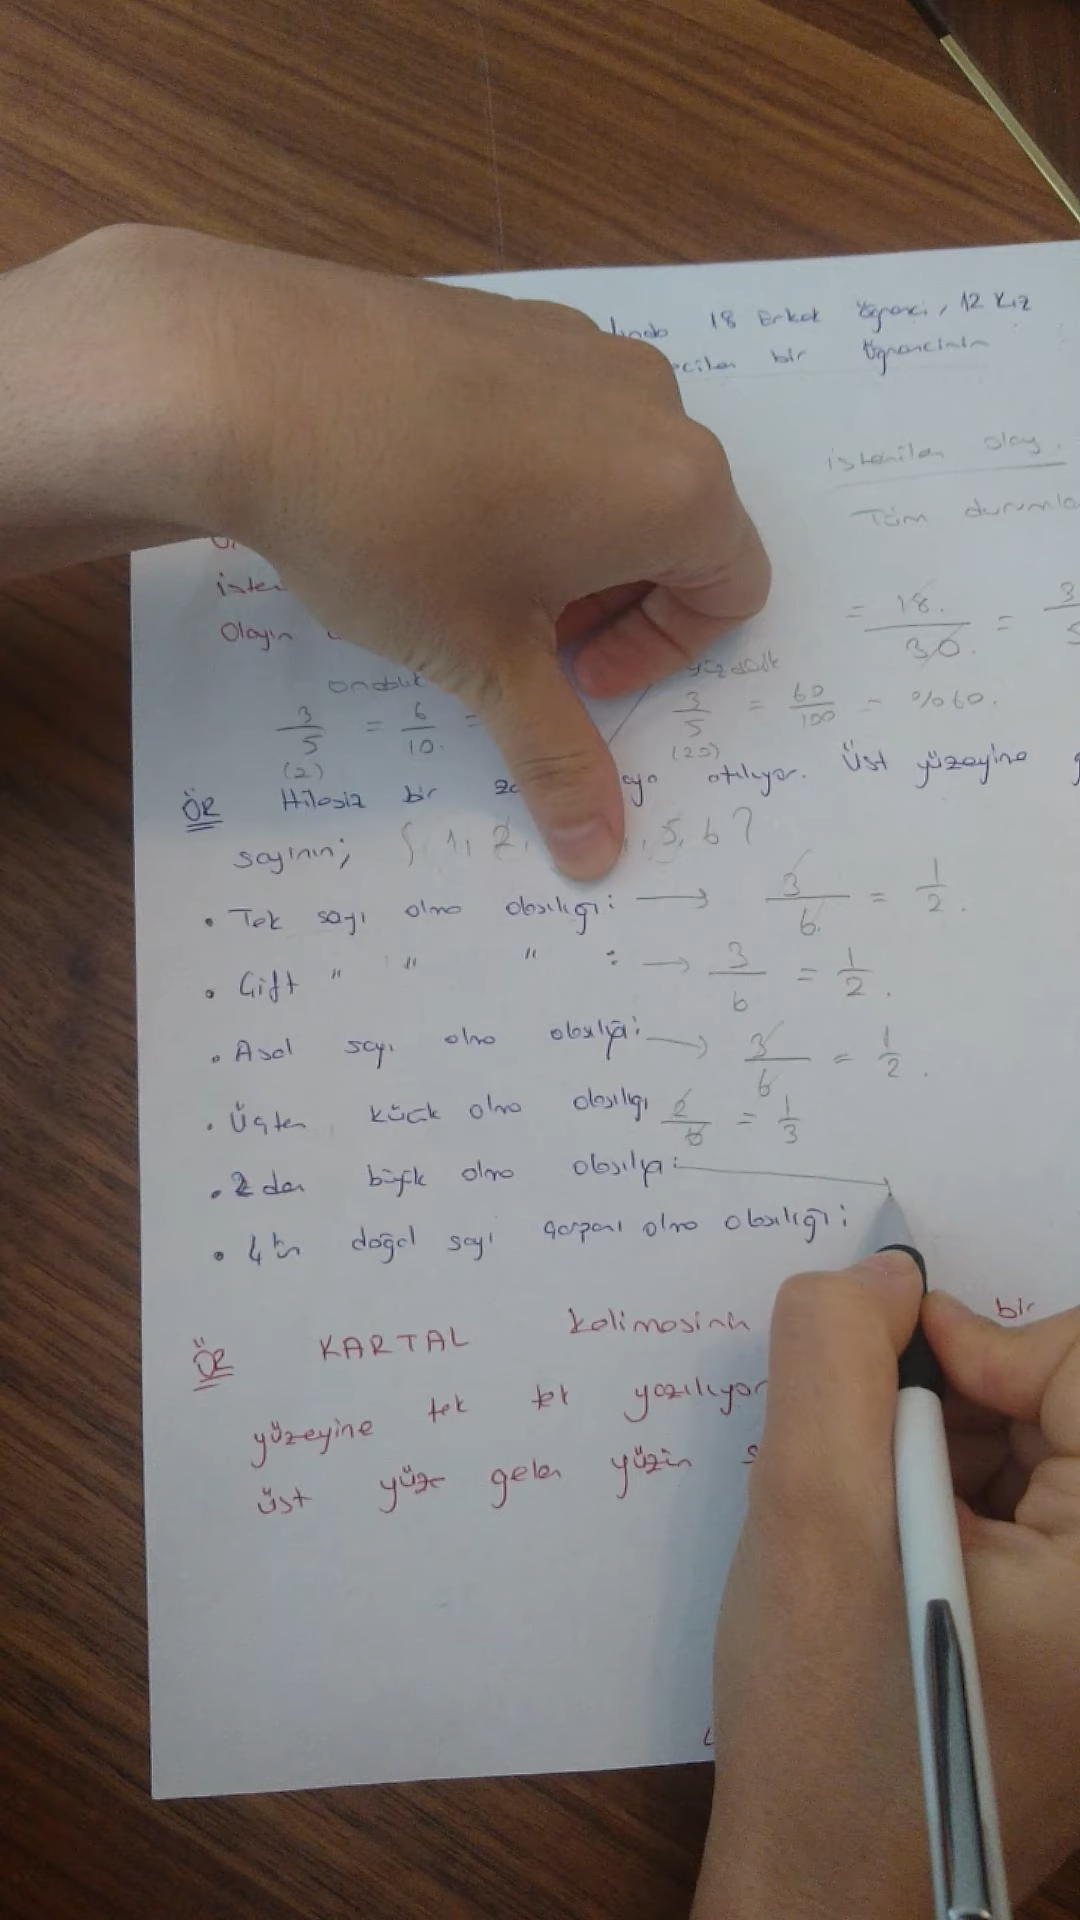 18 Erkek öğrenci, 12 Kız
bir öğrencinin
istenilen olay
Tüm
Olayın
= 18 / 30 = 3
yüzdelik
3/5 = 6/10 =
(2)
3/5 = 60/100 = %60.
(20)
ÖR Hilesiz bir atılıyor. Üst yüzeyine
sayının; { 1, 2, , 5, 6 }
• Tek sayı olma olasılığı: → 3/6 = 1/2.
• Çift " " " : → 3/6 = 1/2.
• Asal sayı olma olasılığı: → 3/6 = 1/2.
• Üçten küçük olma olasılığı 2/6 = 1/3
• 2 den büyük olma olasılığı:
• 4'ün doğal sayı çarpanı olma olasılığı:
ÖR KARTAL kelimesinin bir
yüzeyine tek tek yazılıyor
üst yüze gelen yüzün